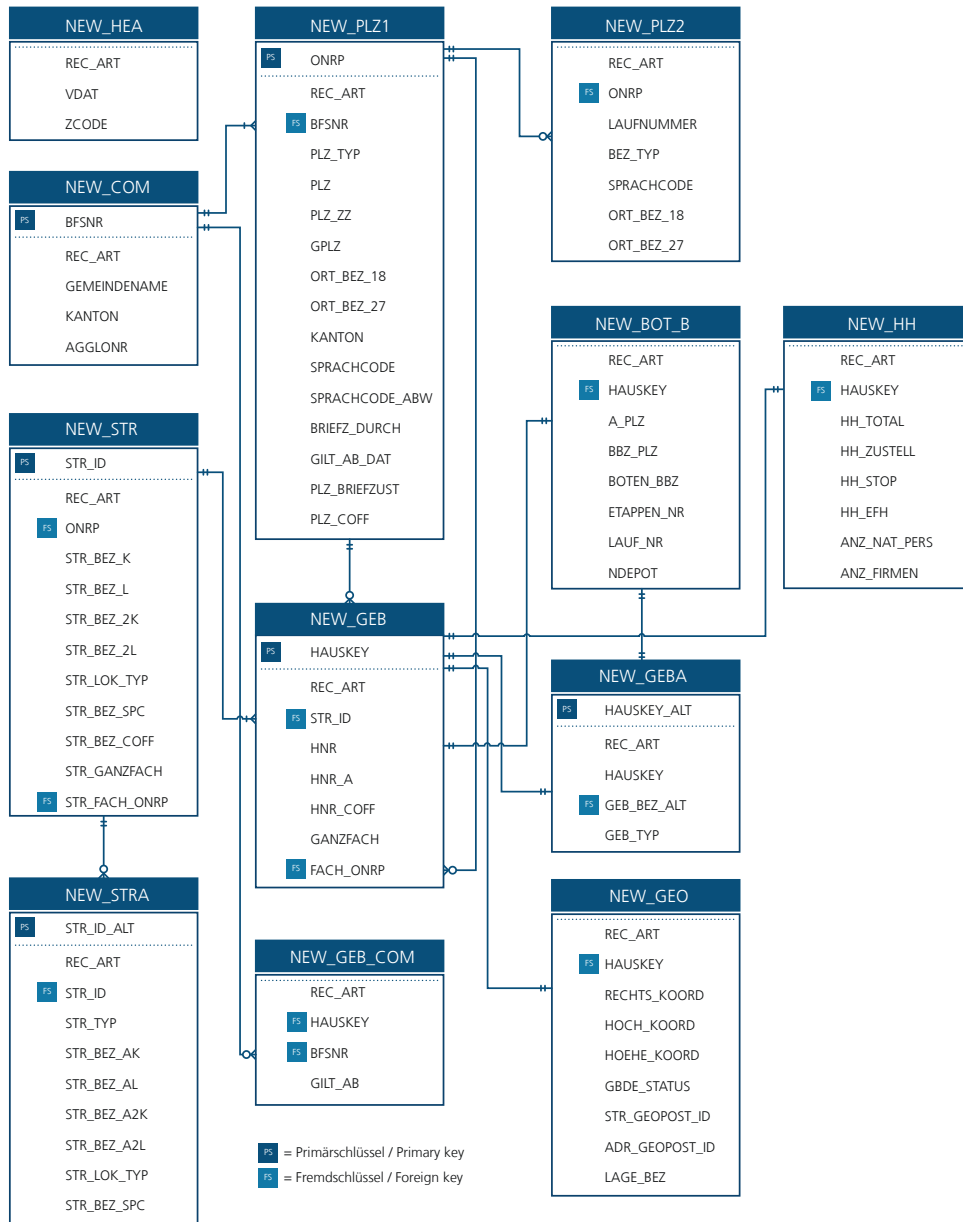 NEW_HEA
REC_ART
VDAT
ZCODE
NEW_COM
PS BFSNR
REC_ART
GEMEINDENAME
KANTON
AGGLONR
NEW_STR
PS STR_ID
REC_ART
FS ONRP
STR_BEZ_K
STR_BEZ_L
STR_BEZ_2K
STR_BEZ_2L
STR_LOK_TYP
STR_BEZ_SPC
STR_BEZ_COFF
STR_GANZFACH
FS STR_FACH_ONRP
NEW_STRA
PS STR_ID_ALT
REC_ART
FS STR_ID
STR_TYP
STR_BEZ_AK
STR_BEZ_AL
STR_BEZ_A2K
STR_BEZ_A2L
STR_LOK_TYP
STR_BEZ_SPC
NEW_PLZ1
PS ONRP
REC_ART
FS BFSNR
PLZ_TYP
PLZ
PLZ_ZZ
GPLZ
ORT_BEZ_18
ORT_BEZ_27
KANTON
SPRACHCODE
SPRACHCODE_ABW
BRIEFZ_DURCH
GILT_AB_DAT
PLZ_BRIEFZUST
PLZ_COFF
NEW_GEB
PS HAUSKEY
REC_ART
FS STR_ID
HNR
HNR_A
HNR_COFF
GANZFACH
FS FACH_ONRP
NEW_GEB_COM
REC_ART
FS HAUSKEY
FS BFSNR
GILT_AB
PS = Primärschlüssel / Primary key
FS = Fremdschlüssel / Foreign key
NEW_PLZ2
REC_ART
FS ONRP
LAUFNUMMER
BEZ_TYP
SPRACHCODE
ORT_BEZ_18
ORT_BEZ_27
NEW_BOT_B
REC_ART
FS HAUSKEY
A_PLZ
BBZ_PLZ
BOTEN_BBZ
ETAPPEN_NR
LAUF_NR
NDEPOT
NEW_GEBA
PS HAUSKEY_ALT
REC_ART
HAUSKEY
FS GEB_BEZ_ALT
GEB_TYP
NEW_GEO
REC_ART
FS HAUSKEY
RECHTS_KOORD
HOCH_KOORD
HOEHE_KOORD
GBDE_STATUS
STR_GEOPOST_ID
ADR_GEOPOST_ID
LAGE_BEZ
NEW_HH
REC_ART
FS HAUSKEY
HH_TOTAL
HH_ZUSTELL
HH_STOP
HH_EFH
ANZ_NAT_PERS
ANZ_FIRMEN